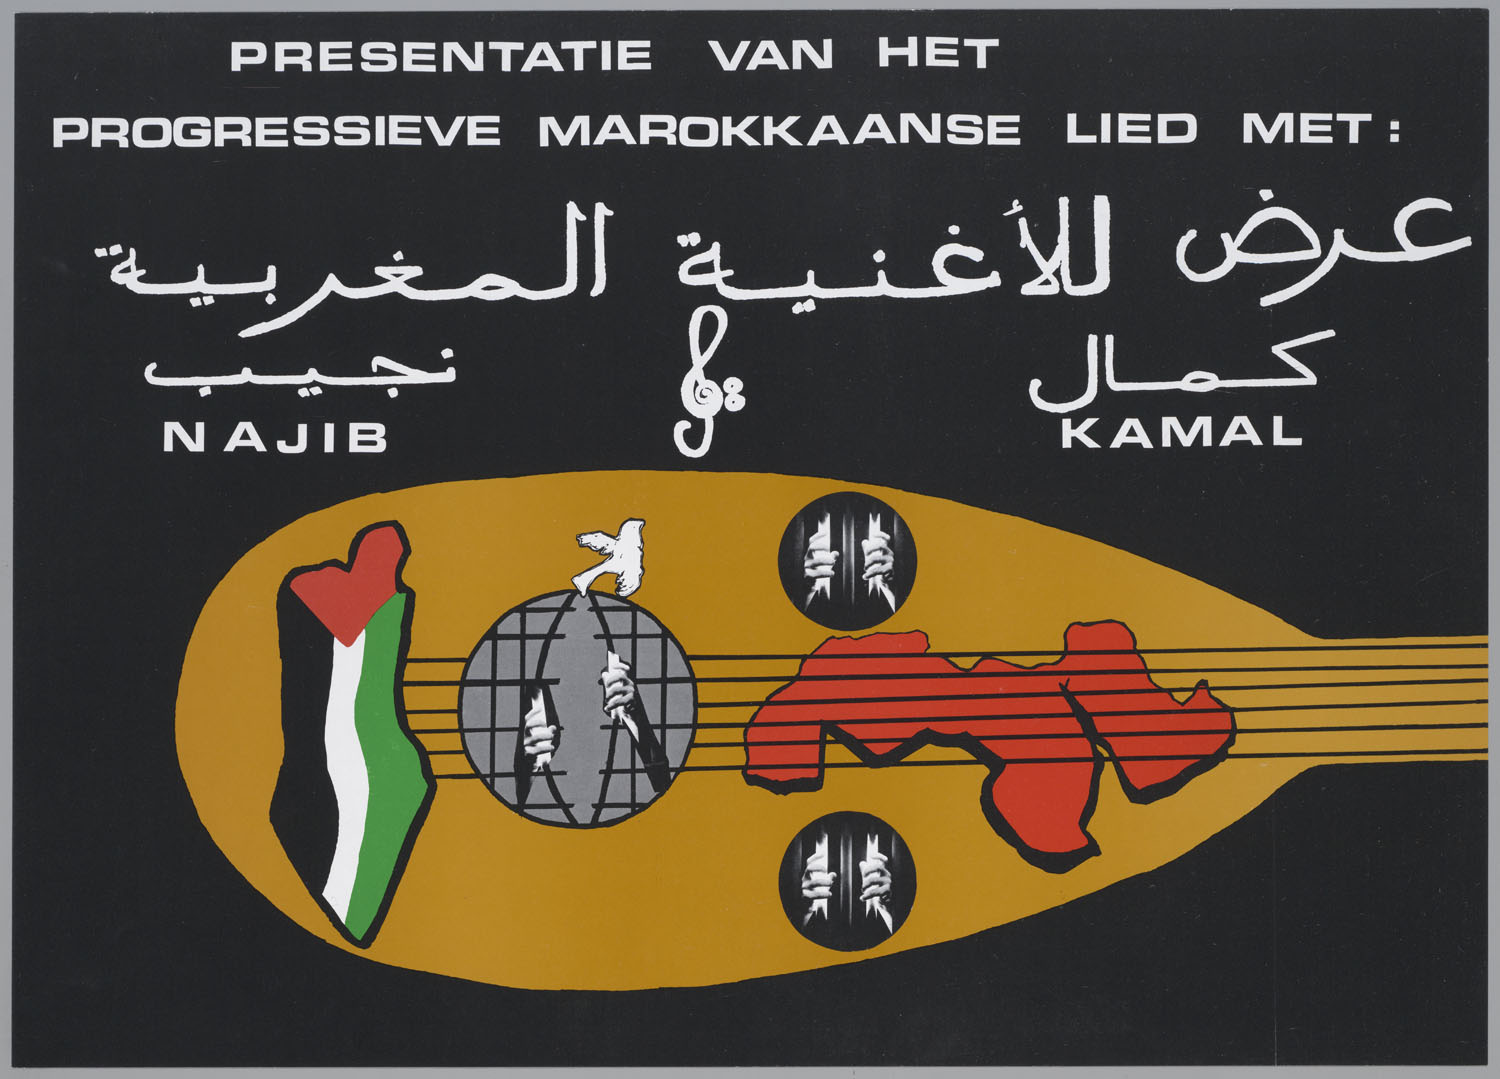 PRESENTATIE VAN HET
PROGRESSIEVE MAROKKAANSE LIED MET:
عرض للأغنية المغربية
كمال نجيب
NAJIB KAMAL